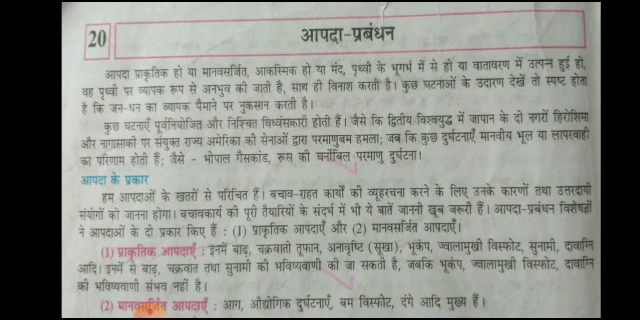 20
आपदा-प्रबंधन
आपदा प्राकृतिक हो या मानवसर्जित, आकस्मिक हो या मंद, पृथ्वी के भूगर्भ में से हो या वातावरण में उत्पन्न हुई हो,
वह पृथ्वी पर व्यापक रूप से अनुभव की जाती है, साथ ही विनाश करती है। कुछ घटनाओं के उदारण देखें तो स्पष्ट होता
है कि जन-धन का व्यापक पैमाने पर नुकसान करती है।
कुछ घटनाएँ पूर्वनियोजित और निश्चित विध्वंसकारी होतीं हैं। जैसे कि द्वितीय विश्वयुद्ध में जापान के दो नगरों हिरोशिमा
और नागासाकी पर संयुक्त राज्य अमेरिका की सेनाओं द्वारा परमाणुबम हमला; जब कि कुछ दुर्घटनाएँ मानवीय भूल या लापरवाही
का परिणाम होती हैं; जैसे - भोपाल गैसकांड, रूस की चर्नोबिल परमाणु दुर्घटना।
आपदा के प्रकार
हम आपदाओं के खतरों से परिचित हैं। बचाव-राहत कार्यों की व्यूहरचना करने के लिए उनके कारणों तथा उत्तरदायी
संयोगों को जानना होगा। बचावकार्य की पूरी तैयारियों के संदर्भ में भी ये बातें जाननी खूब जरूरी हैं। आपदा-प्रबंधन विशेषज्ञों
ने आपदाओं के दो प्रकार किए हैं : (1) प्राकृतिक आपदाएँ और (2) मानवसर्जित आपदाएँ।
(1) प्राकृतिक आपदाएँ : इनमें बाढ़, चक्रवाती तूफान, अनावृष्टि (सूखा), भूकंप, ज्वालामुखी विस्फोट, सुनामी, दावाग्नि
आदि। इनमें से बाढ़, चक्रवात तथा सुनामी की भविष्यवाणी की जा सकती है, जबकि भूकंप, ज्वालामुखी विस्फोट, दावाग्नि
की भविष्यवाणी संभव नहीं है।
(2) मानवसर्जित आपदाएँ : आग, औद्योगिक दुर्घटनाएँ, बम विस्फोट, दंगे आदि मुख्य हैं।